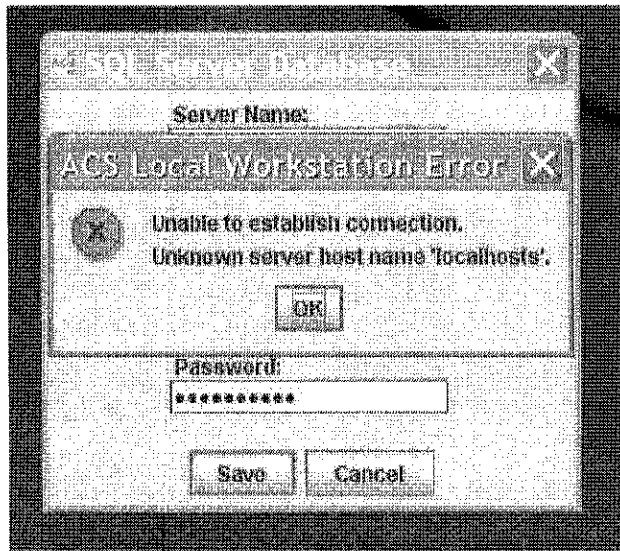 SQL Server Database
Server Name:
ACS Local Workstation Error
Unable to establish connection.
Unknown server host name 'localhosts'.
OK
Password:
**********
Save
Cancel